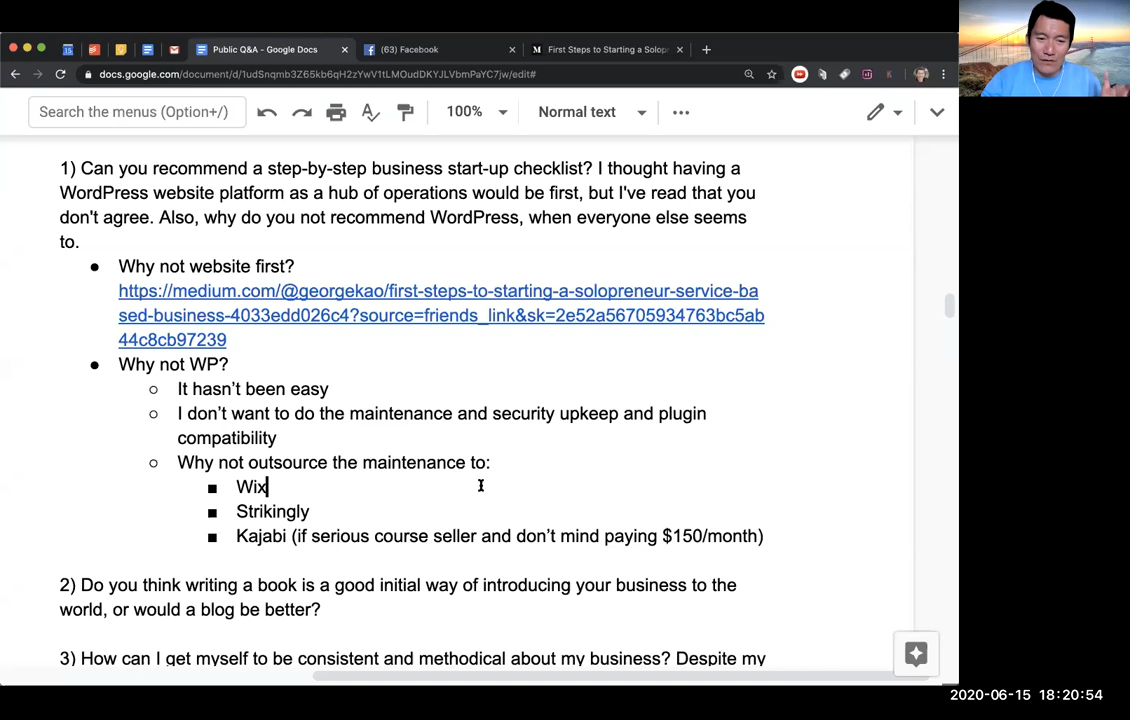 Public Q&A - Google Docs
(63) Facebook
First Steps to Starting a Solopr
docs.google.com/document/d/1udSnqmb3Z65kb6qH2zYwV1tLMOudDKYJLVbmPaYC7jw/edit#
Search the menus (Option+/)
100%
Normal text
1) Can you recommend a step-by-step business start-up checklist? I thought having a
WordPress website platform as a hub of operations would be first, but I've read that you
don't agree. Also, why do you not recommend WordPress, when everyone else seems
to.
● Why not website first?
https://medium.com/@georgekao/first-steps-to-starting-a-solopreneur-service-ba
sed-business-4033edd026c4?source=friends_link&sk=2e52a56705934763bc5ab
44c8cb97239
● Why not WP?
○ It hasn't been easy
○ I don't want to do the maintenance and security upkeep and plugin
compatibility
○ Why not outsource the maintenance to:
■ Wix
■ Strikingly
■ Kajabi (if serious course seller and don't mind paying $150/month)
2) Do you think writing a book is a good initial way of introducing your business to the
world, or would a blog be better?
3) How can I get myself to be consistent and methodical about my business? Despite my
2020-06-15 18:20:54